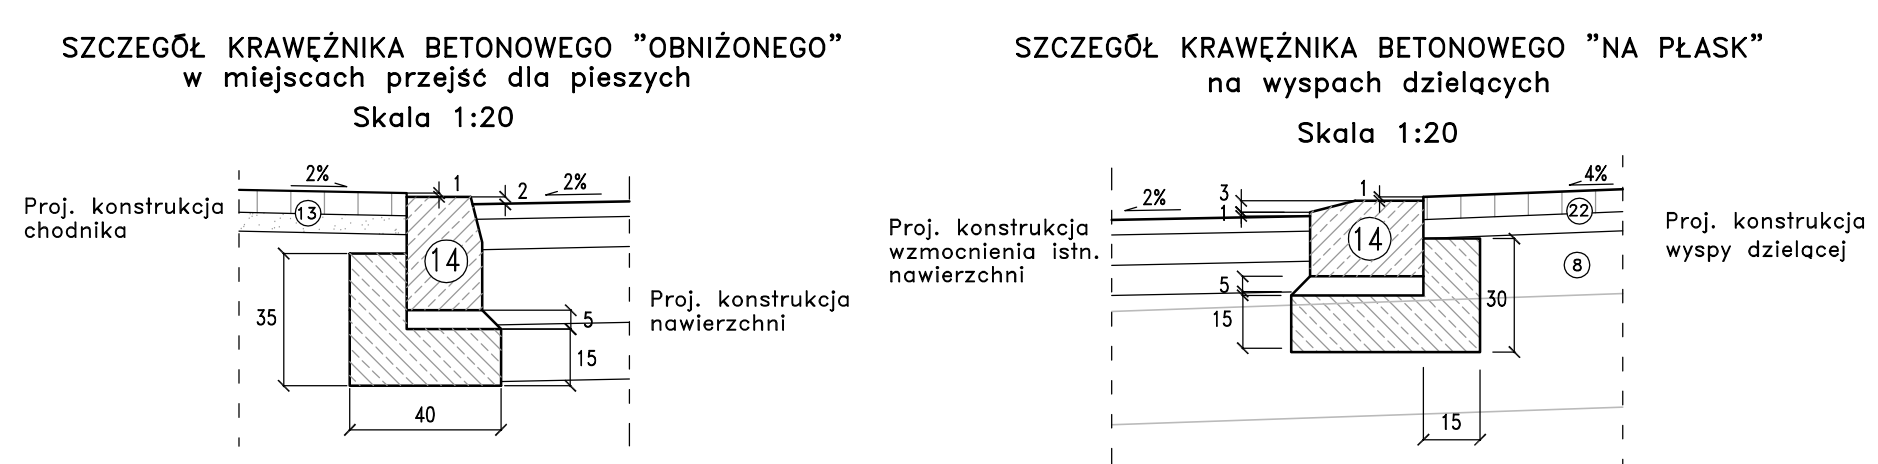 SZCZEGÓŁ KRAWĘŻNIKA BETONOWEGO ”OBNIŻONEGO”
w miejscach przejść dla pieszych
Skala 1:20
2%
1
2
2%
Proj. konstrukcja
chodnika
13
14
35
5
15
40
Proj. konstrukcja
nawierzchni
SZCZEGÓŁ KRAWĘŻNIKA BETONOWEGO ”NA PŁASK”
na wyspach dzielących
Skala 1:20
2%
3
1
1
4%
Proj. konstrukcja
wzmocnienia istn.
nawierzchni
14
22
8
5
15
30
15
Proj. konstrukcja
wyspy dzielącej